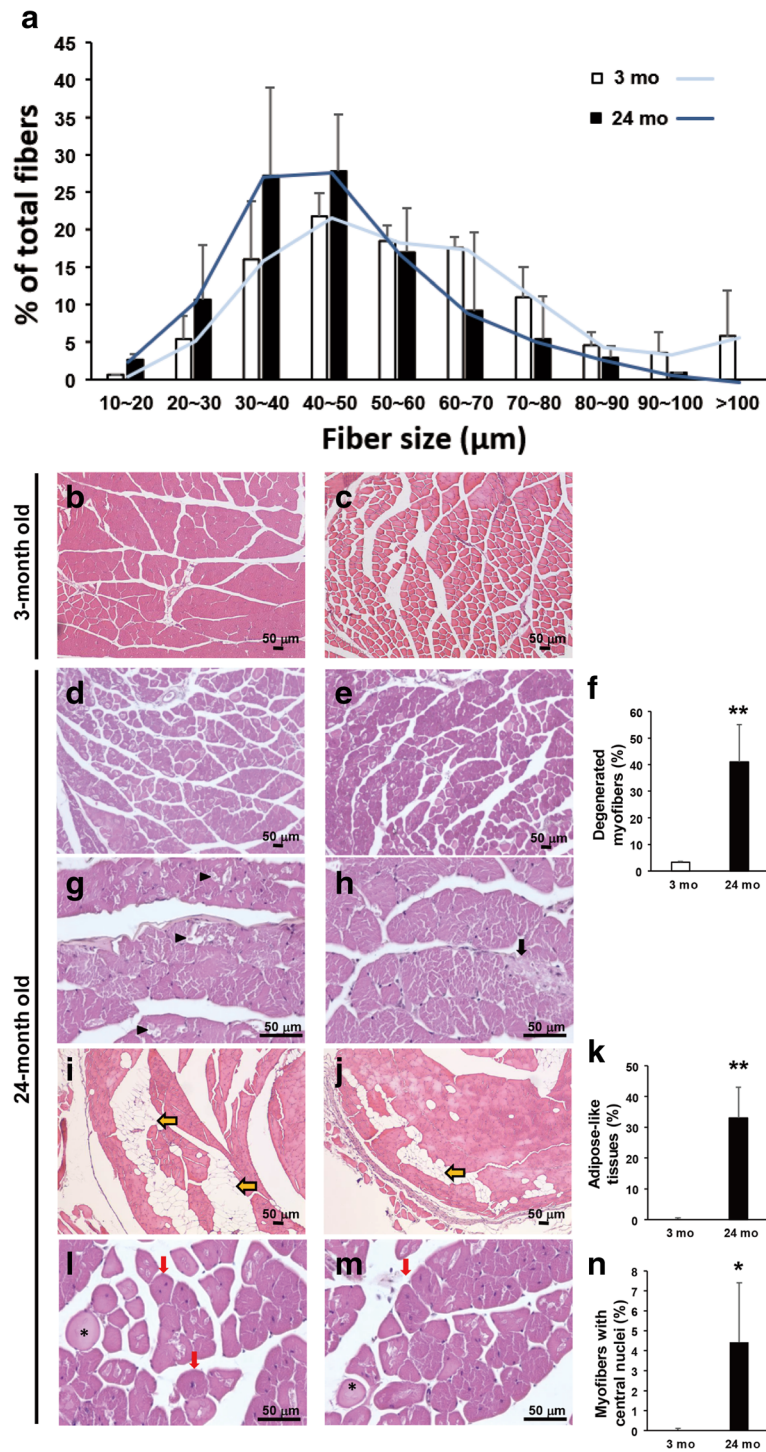 a
45
40
35
30
25
20
15
10
5
0
% of total fibers
3 mo
24 mo
10~20 20~30 30~40 40~50 50~60 60~70 70~80 80~90 90~100 >100
Fiber size (μm)
3-month old
b
50 μm
c
50 μm
24-month old
d
50 μm
e
50 μm
f
Degenerated
myofibers (%)
60
50
40
30
20
10
0
**
3 mo 24 mo
g
50 μm
h
50 μm
i
50 μm
j
50 μm
k
Adipose-like
tissues (%)
50
40
30
20
10
0
**
3 mo 24 mo
l
*
50 μm
m
*
50 μm
n
Myofibers with
central nuclei (%)
8
7
6
5
4
3
2
1
0
*
3 mo 24 mo